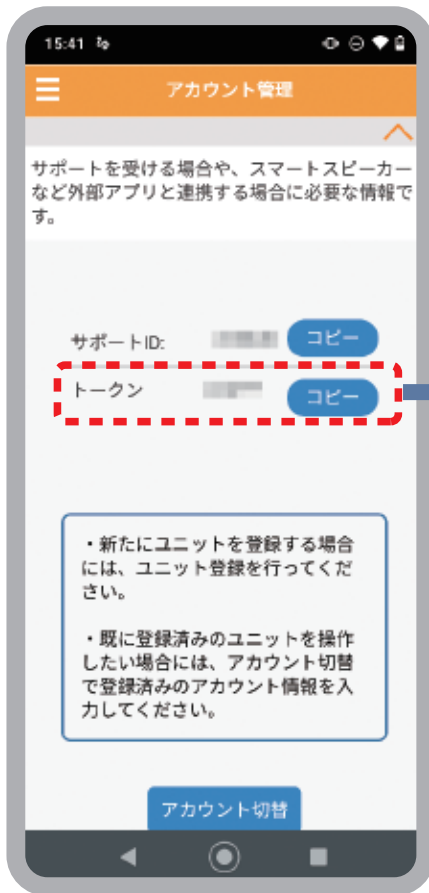 15:41
アカウント管理
サポートを受ける場合や、スマートスピーカー
など外部アプリと連携する場合に必要な情報で
す。
サポートID: コピー
トークン コピー
・新たにユニットを登録する場合
には、ユニット登録を行ってくだ
さい。
・既に登録済みのユニットを操作
したい場合には、アカウント切替
で登録済みのアカウント情報を入
力してください。
アカウント切替